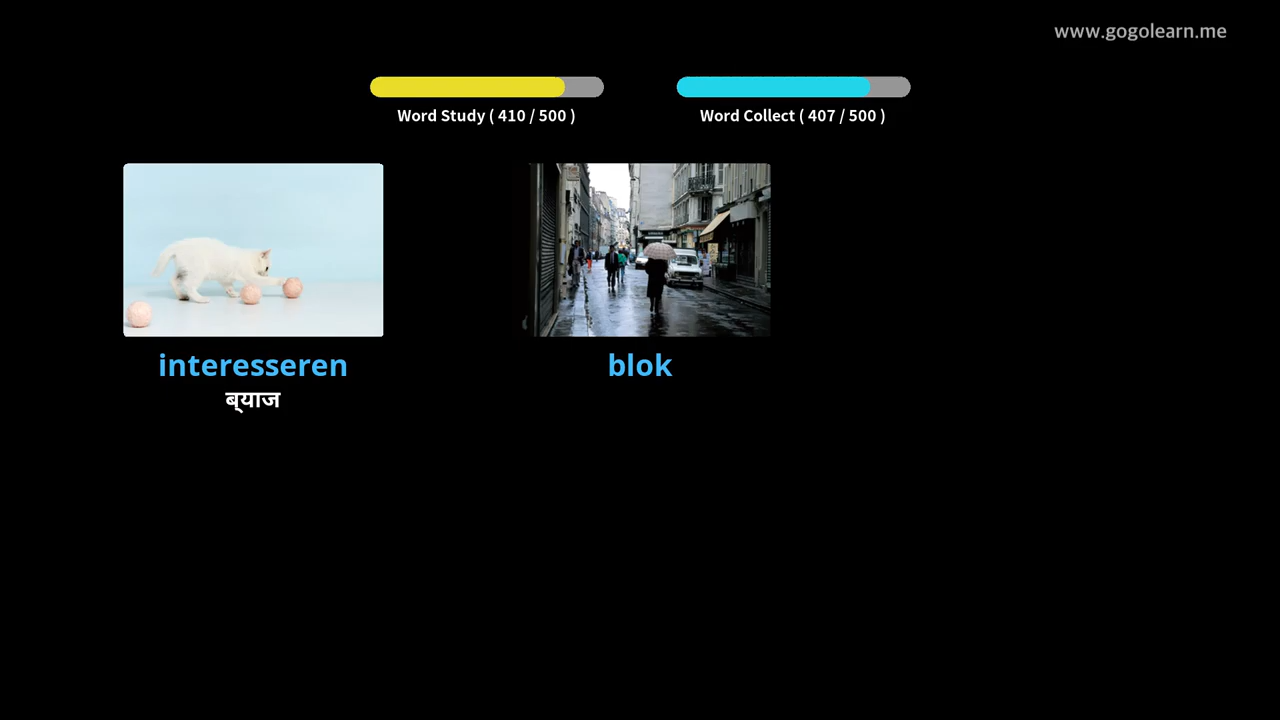 www.gogolearn.me
Word Study ( 410 / 500 )
Word Collect ( 407 / 500 )
interesseren
blok
ब्याज